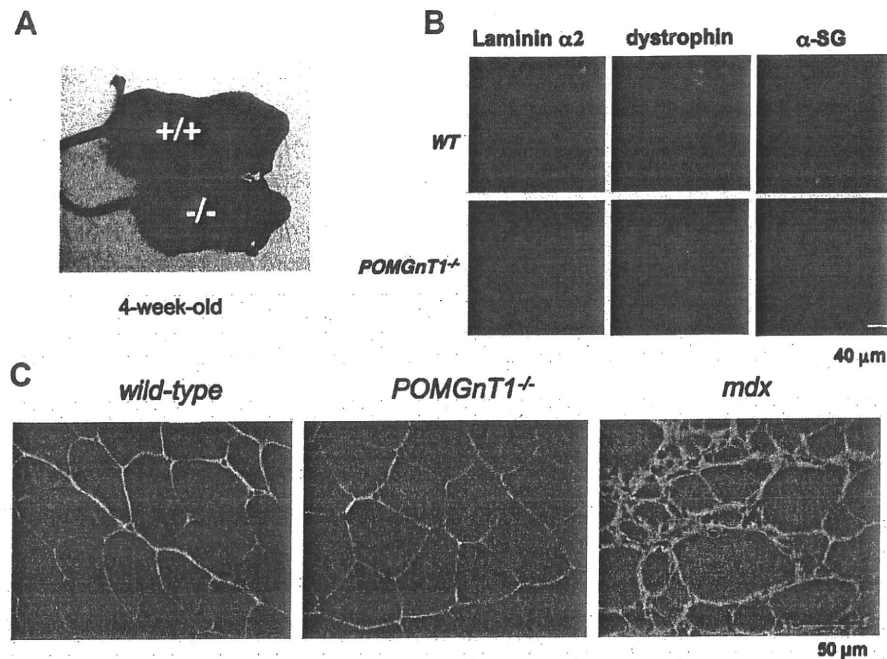 A
+/+
-/-
4-week-old
B
Laminin α2 dystrophin α-SG
WT
POMGnT1-/-
40 μm
C
wild-type POMGnT1-/- mdx
50 μm